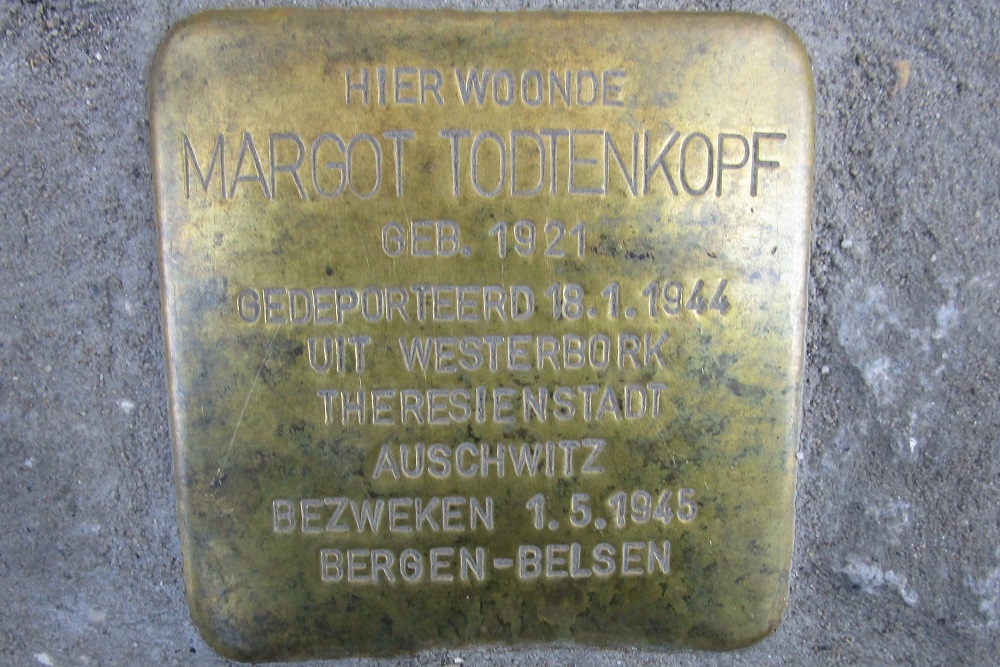 HIER WOONDE
MARGOT TODTENKOPF
GEB. 1921
GEDEPORTEERD 18.1.1944
UIT WESTERBORK
THERESIENSTADT
AUSCHWITZ
BEZWEKEN 1.5.1945
BERGEN-BELSEN